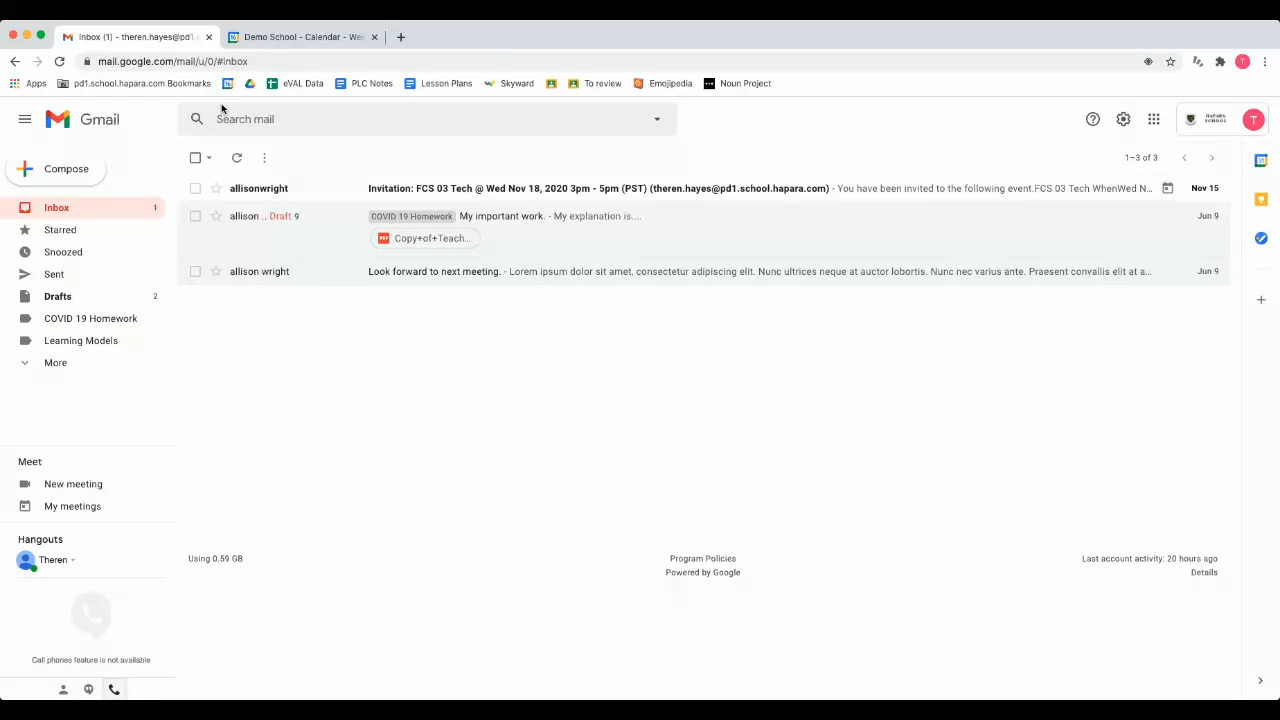 Inbox (1) - theren.hayes@pd1.s
Demo School - Calendar - Wee
mail.google.com/mail/u/0/#inbox
Apps pd1.school.hapara.com Bookmarks 16 eVAL Data PLC Notes Lesson Plans Skyward To review Emojipedia Noun Project
Gmail
Search mail
HAPARA
SCHOOL
T
Compose
1–3 of 3
Inbox 1
Starred
Snoozed
Sent
Drafts 2
COVID 19 Homework
Learning Models
More
allisonwright Invitation: FCS 03 Tech @ Wed Nov 18, 2020 3pm - 5pm (PST) (theren.hayes@pd1.school.hapara.com) - You have been invited to the following event.FCS 03 Tech WhenWed N... Nov 15
allison .. Draft 9 COVID 19 Homework My important work. - My explanation is.... Jun 9
PDF Copy+of+Teach...
allison wright Look forward to next meeting. - Lorem ipsum dolor sit amet, consectetur adipiscing elit. Nunc ultrices neque at auctor lobortis. Nunc nec varius ante. Praesent convallis elit at a... Jun 9
Meet
New meeting
My meetings
Hangouts
Theren
Call phones feature is not available
Using 0.59 GB
Program Policies
Powered by Google
Last account activity: 20 hours ago
Details